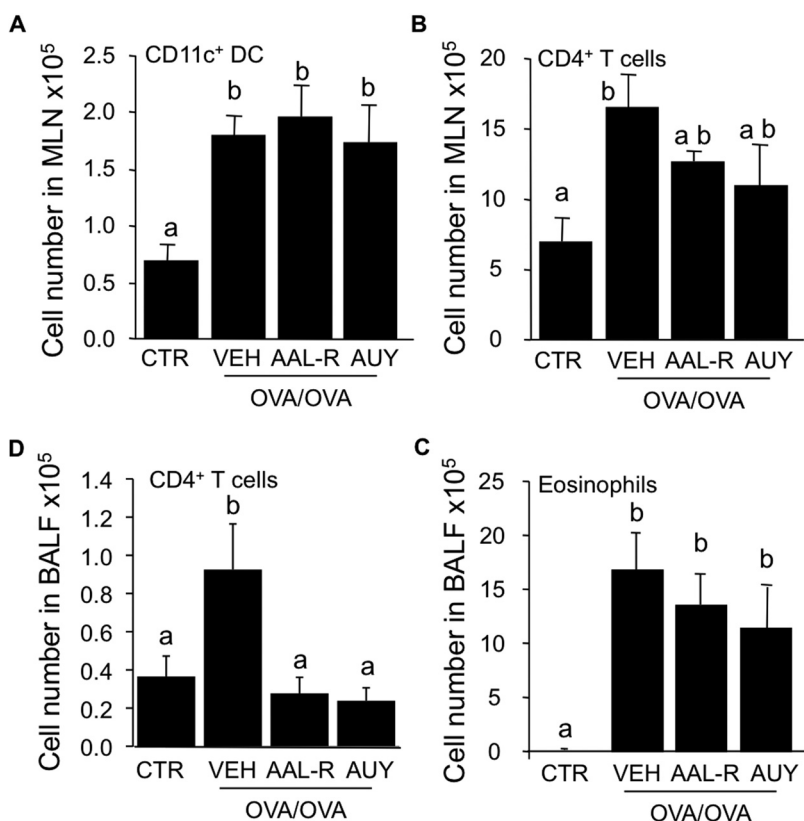 A
CD11c⁺ DC
Cell number in MLN x10⁵
2.5
2.0
1.5
1.0
0.5
0.0
a
b
b
b
CTR VEH AAL-R AUY
OVA/OVA
B
CD4⁺ T cells
Cell number in MLN x10⁵
20
15
10
5
0
a
b
a b
a b
CTR VEH AAL-R AUY
OVA/OVA
D
CD4⁺ T cells
Cell number in BALF x10⁵
1.4
1.2
1.0
0.8
0.6
0.4
0.2
0.0
a
b
a
a
CTR VEH AAL-R AUY
OVA/OVA
C
Eosinophils
Cell number in BALF x10⁵
25
20
15
10
5
0
a
b
b
b
CTR VEH AAL-R AUY
OVA/OVA